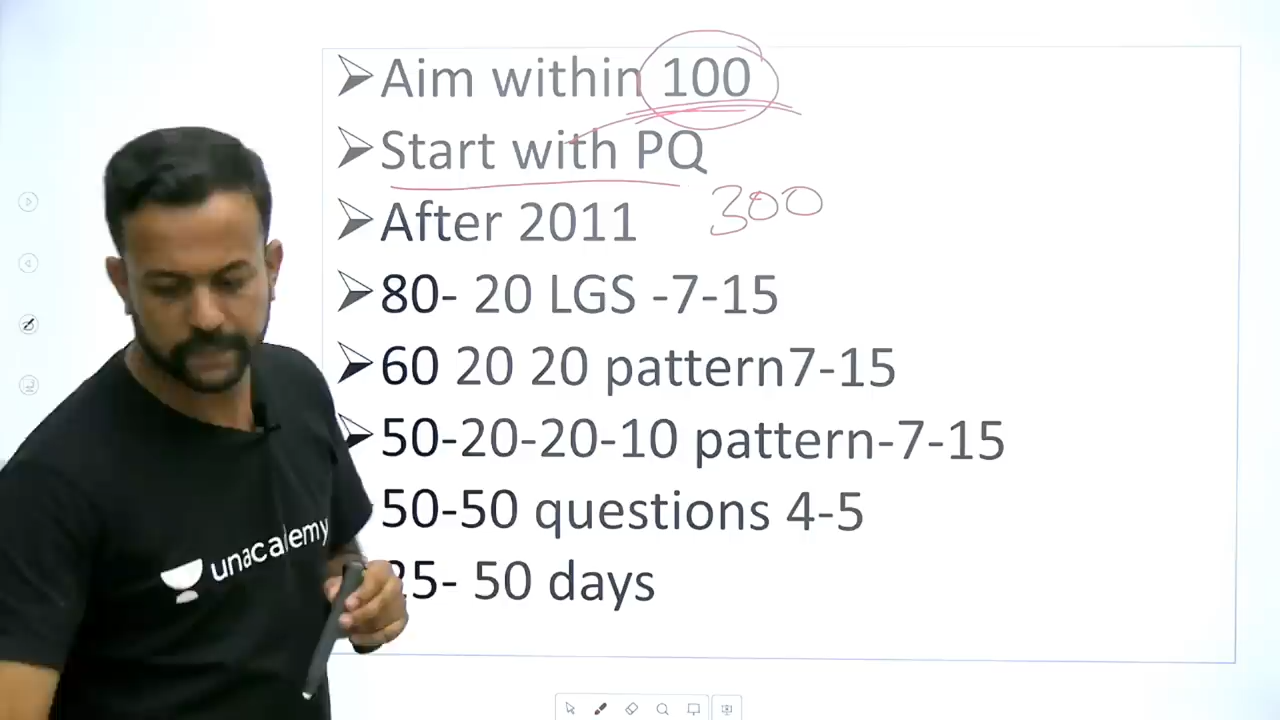 Aim within 100
Start with PQ
After 2011 300
80- 20 LGS -7-15
60 20 20 pattern7-15
50-20-20-10 pattern-7-15
50-50 questions 4-5
25- 50 days
unacademy